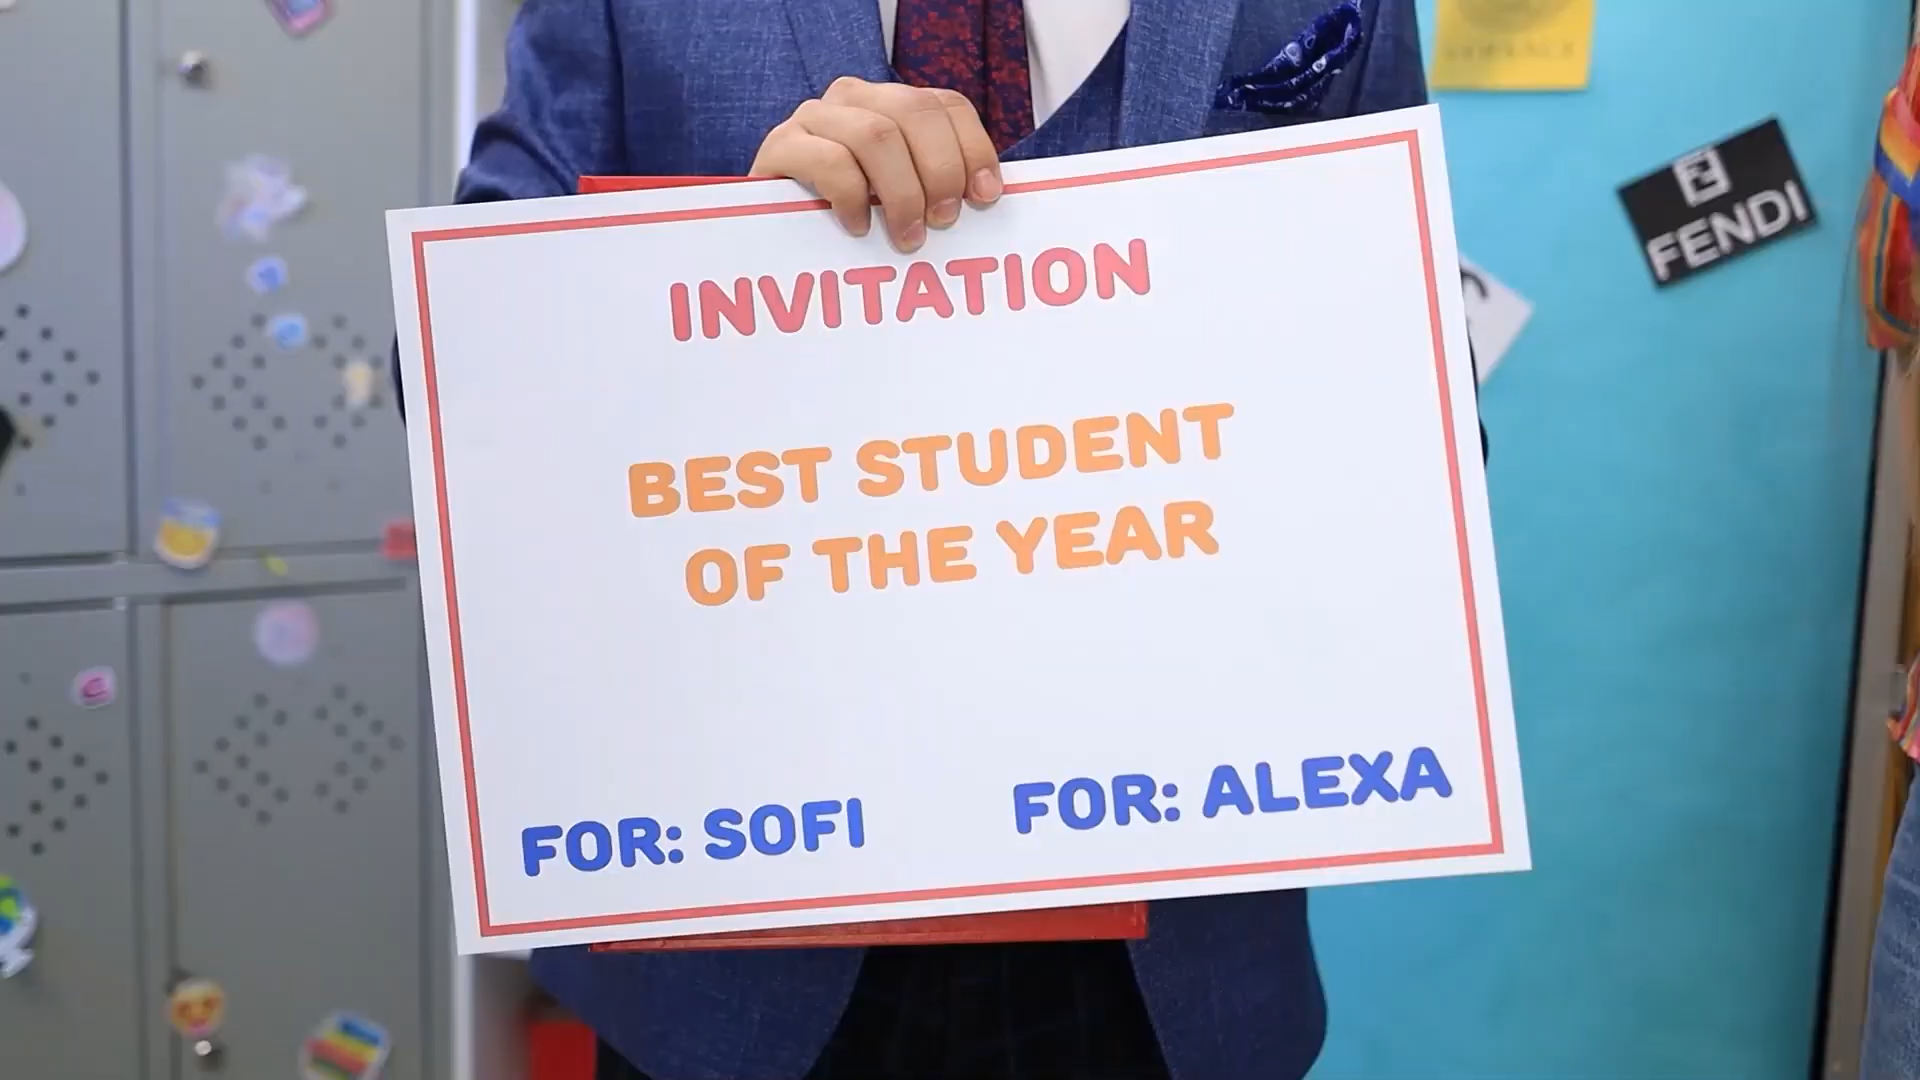 INVITATION
BEST STUDENT
OF THE YEAR
FOR: SOFI
FOR: ALEXA
FENDI